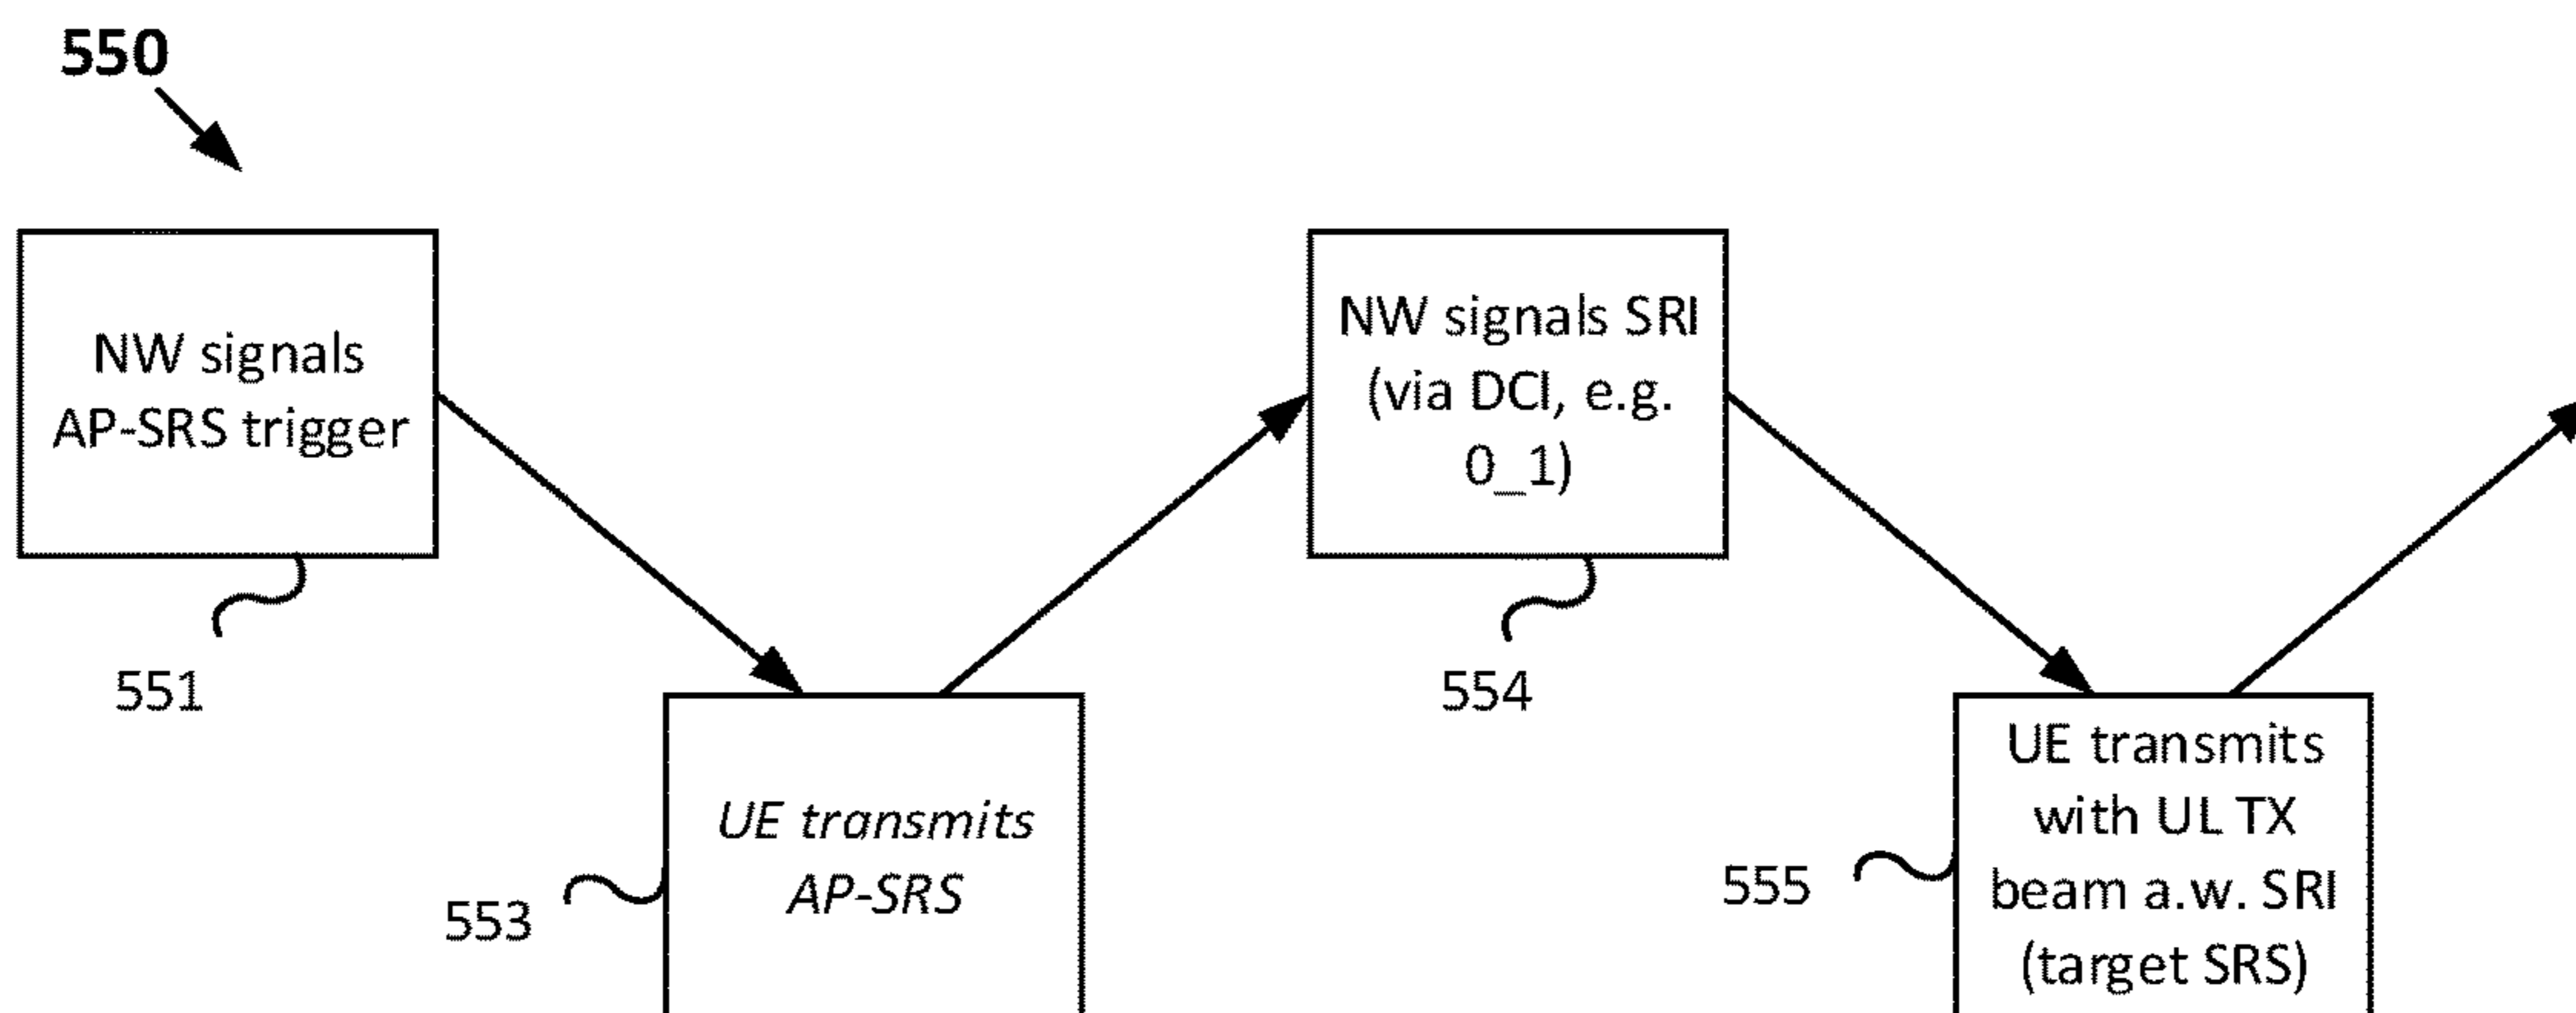 550
NW signals
AP-SRS trigger
551
UE transmits
AP-SRS
553
NW signals SRI
(via DCI, e.g.
0_1)
554
UE transmits
with UL TX
beam a.w. SRI
(target SRS)
555